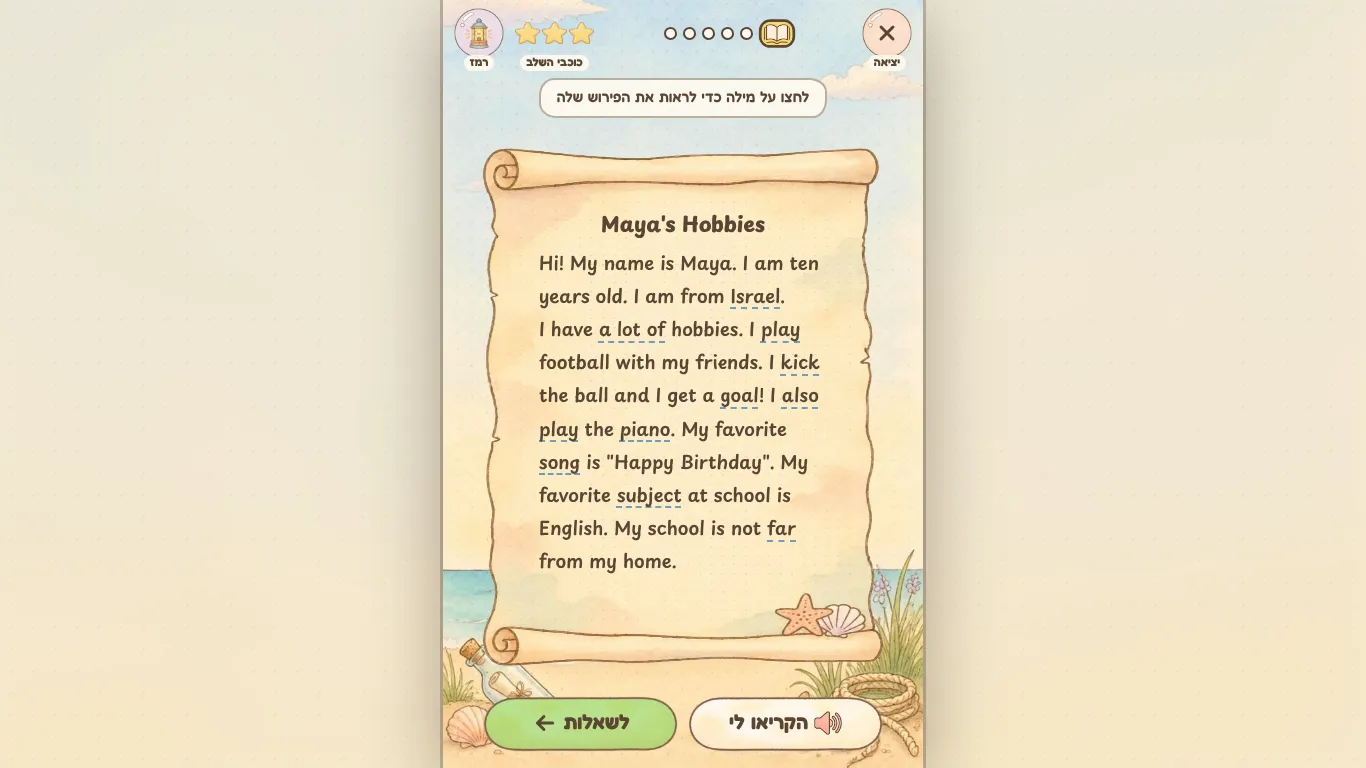 רמז
כוכבי השלב
יציאה
לחצו על מילה כדי לראות את הפירוש שלה
Maya's Hobbies
Hi! My name is Maya. I am ten
years old. I am from Israel.
I have a lot of hobbies. I play
football with my friends. I kick
the ball and I get a goal! I also
play the piano. My favorite
song is "Happy Birthday". My
favorite subject at school is
English. My school is not far
from my home.
הקריאו לי
לשאלות ←